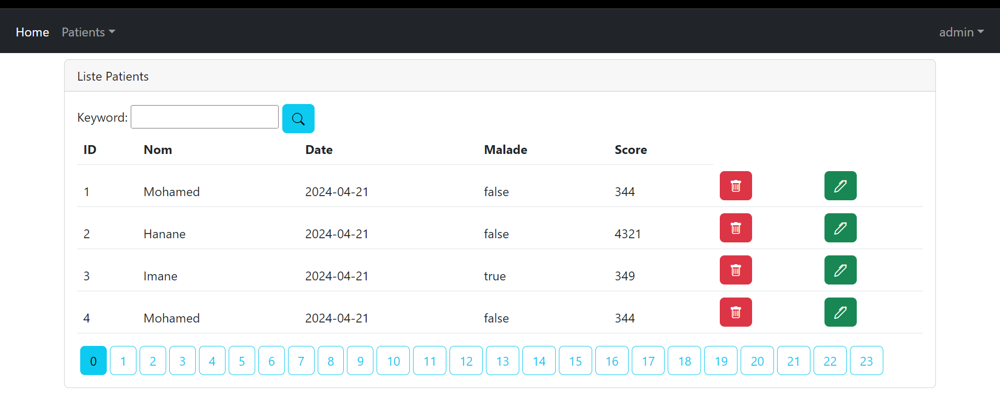 Home Patients admin
Liste Patients
Keyword:
ID Nom Date Malade Score
1 Mohamed 2024-04-21 false 344
2 Hanane 2024-04-21 false 4321
3 Imane 2024-04-21 true 349
4 Mohamed 2024-04-21 false 344
0 1 2 3 4 5 6 7 8 9 10 11 12 13 14 15 16 17 18 19 20 21 22 23